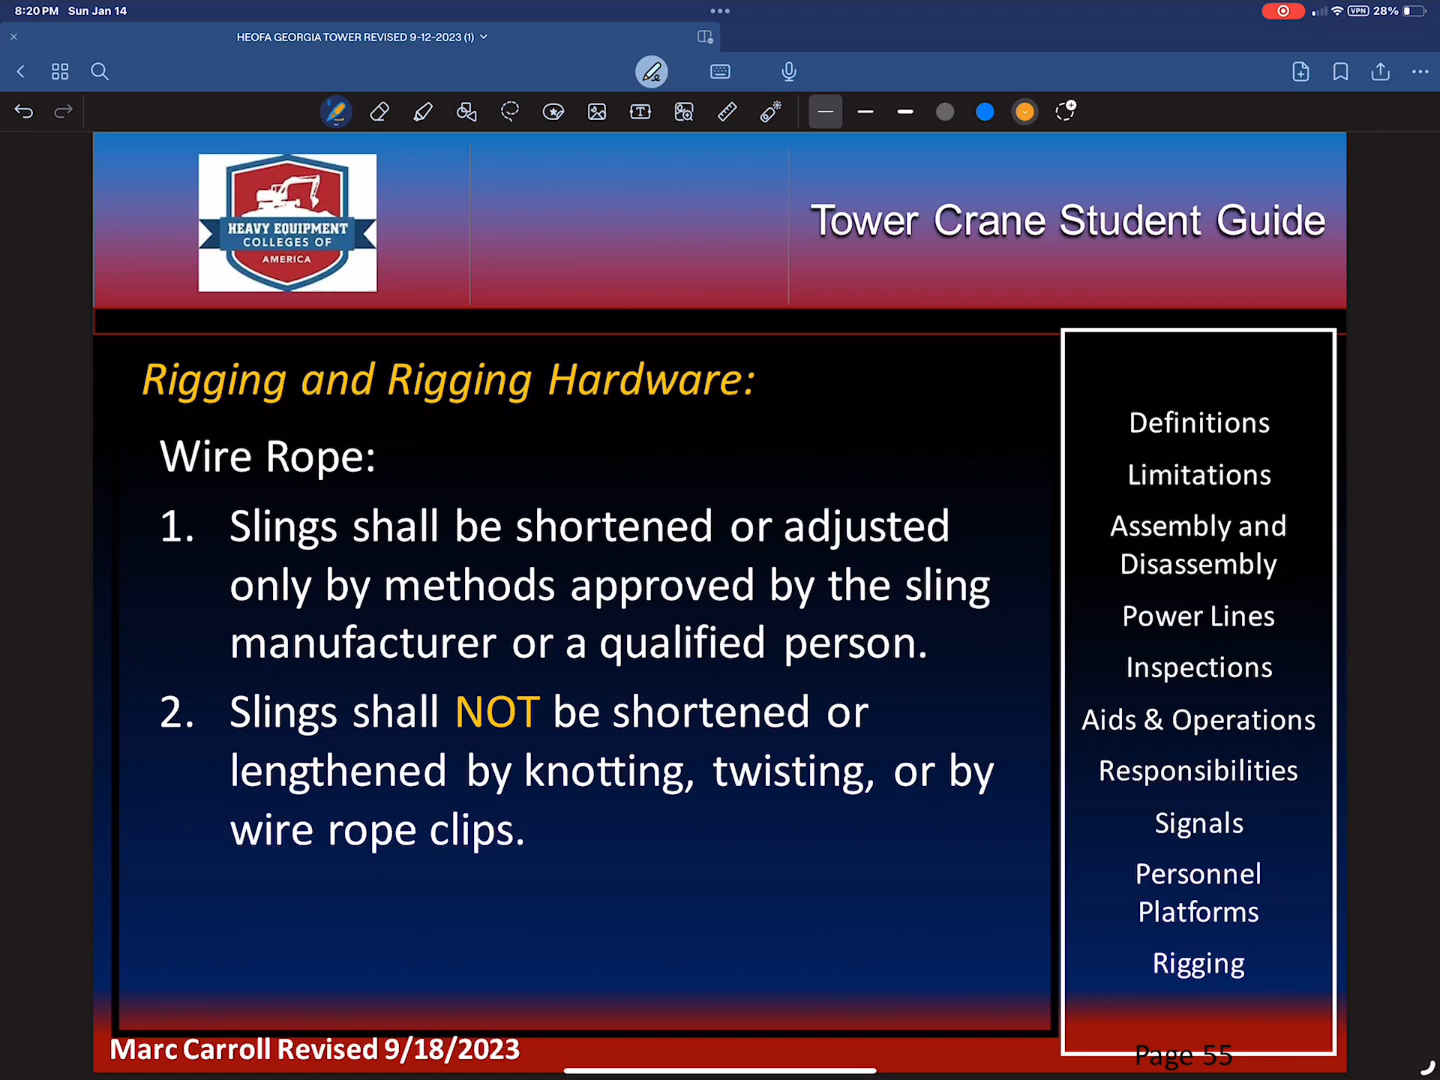 8:20 PM Sun Jan 14
VPN 28%
HEOFA GEORGIA TOWER REVISED 9-12-2023 (1)
HEAVY EQUIPMENT
COLLEGES OF
AMERICA
Tower Crane Student Guide
Rigging and Rigging Hardware:
Wire Rope:
1. Slings shall be shortened or adjusted
only by methods approved by the sling
manufacturer or a qualified person.
2. Slings shall NOT be shortened or
lengthened by knotting, twisting, or by
wire rope clips.
Definitions
Limitations
Assembly and
Disassembly
Power Lines
Inspections
Aids & Operations
Responsibilities
Signals
Personnel
Platforms
Rigging
Marc Carroll Revised 9/18/2023
Page 55